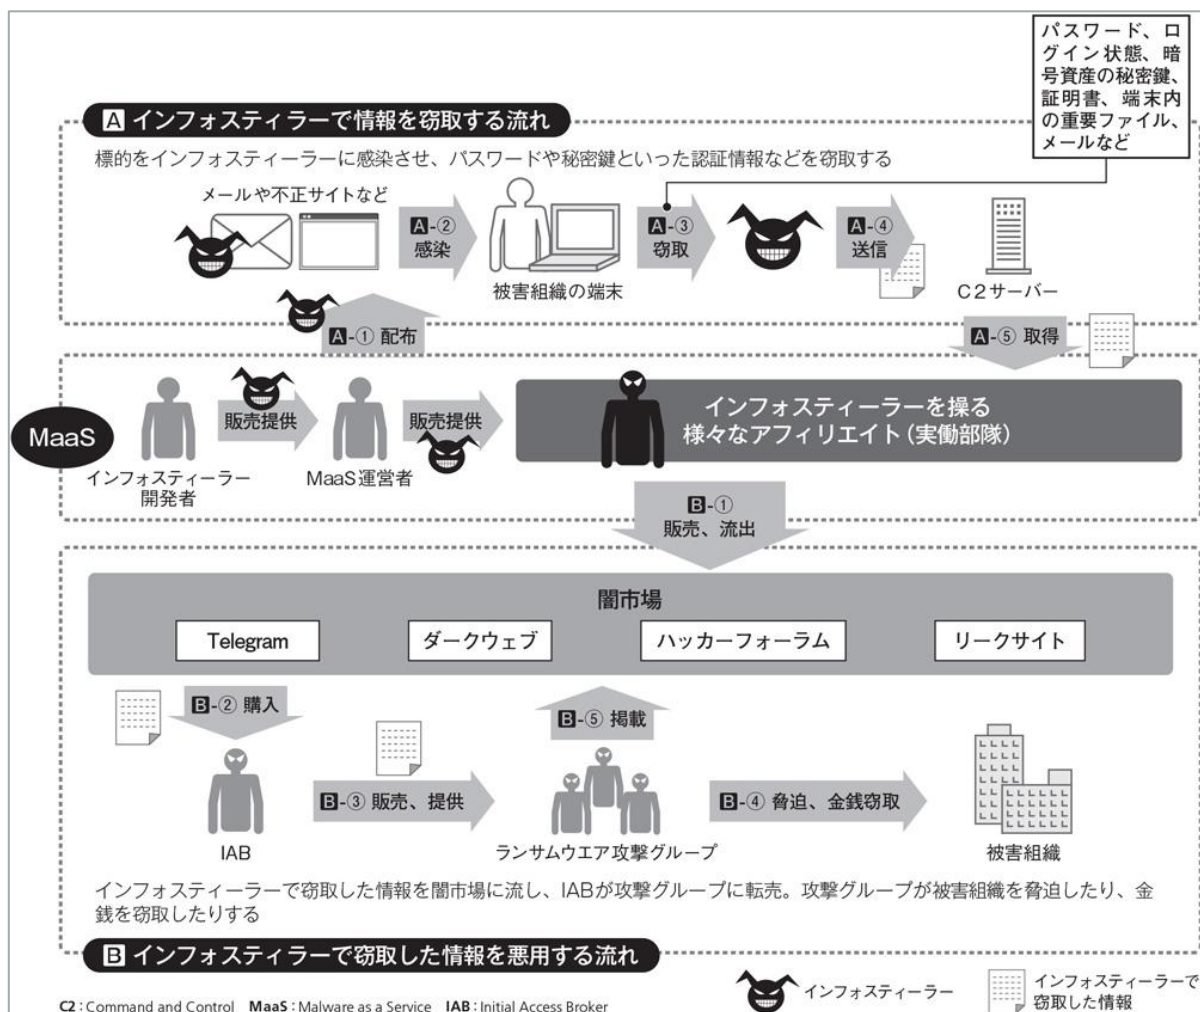 パスワード、ロ
グイン状態、暗
号資産の秘密鍵、
証明書、端末内
の重要ファイル、
メールなど
A インフォスティラーで情報を窃取する流れ
標的をインフォスティーラーに感染させ、パスワードや秘密鍵といった認証情報などを窃取する
メールや不正サイトなど
A-②
感染
被害組織の端末
A-③
窃取
A-④
送信
C2サーバー
A-① 配布
A-⑤ 取得
MaaS
販売提供
インフォスティーラー
開発者
MaaS運営者
販売提供
インフォスティーラーを操る
様々なアフィリエイト（実働部隊）
B-①
販売、流出
闇市場
Telegram
ダークウェブ
ハッカーフォーラム
リークサイト
B-② 購入
B-⑤ 掲載
B-③ 販売、提供
B-④ 脅迫、金銭窃取
IAB
ランサムウエア攻撃グループ
被害組織
インフォスティーラーで窃取した情報を闇市場に流し、IABが攻撃グループに転売。攻撃グループが被害組織を脅迫したり、金
銭を窃取したりする
B インフォスティラーで窃取した情報を悪用する流れ
インフォスティーラー
インフォスティーラーで
窃取した情報
C2：Command and Control MaaS：Malware as a Service IAB：Initial Access Broker